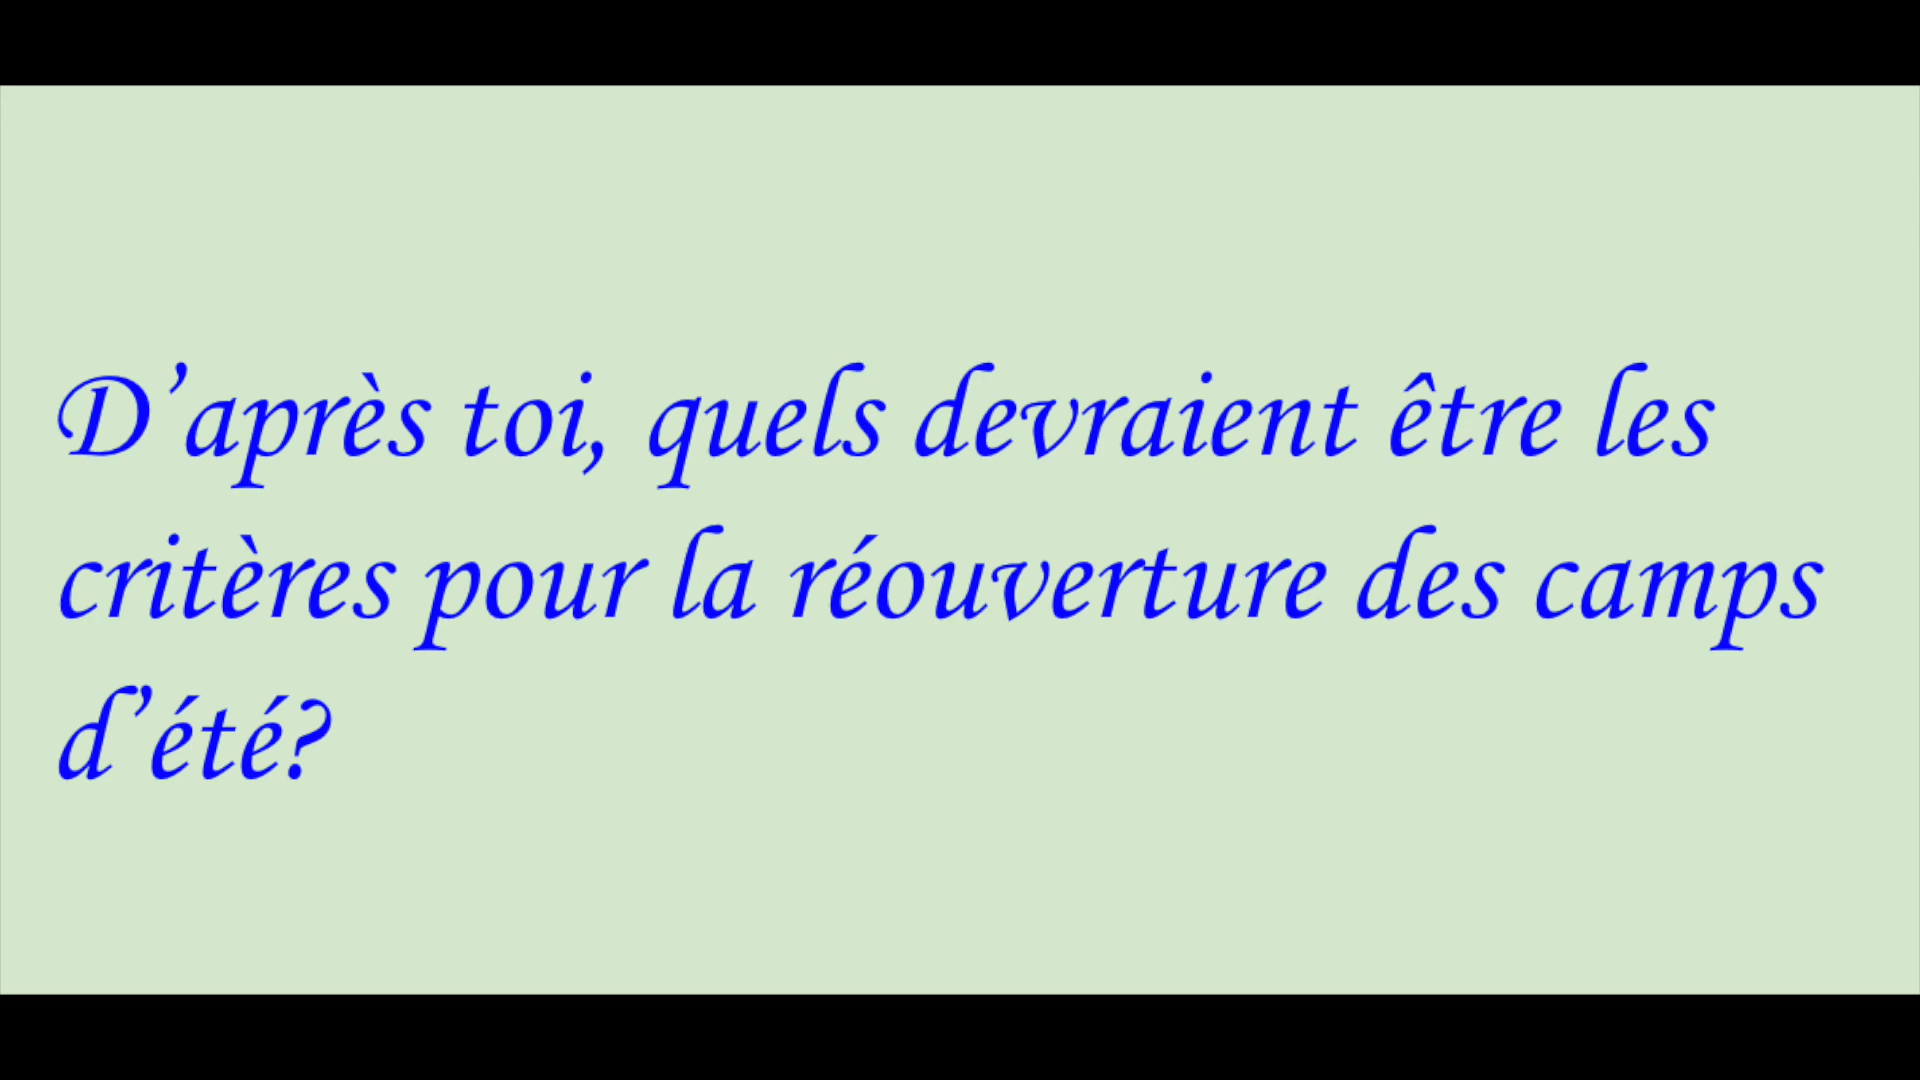 D’après toi, quels devraient être les
critères pour la réouverture des camps
d’été?